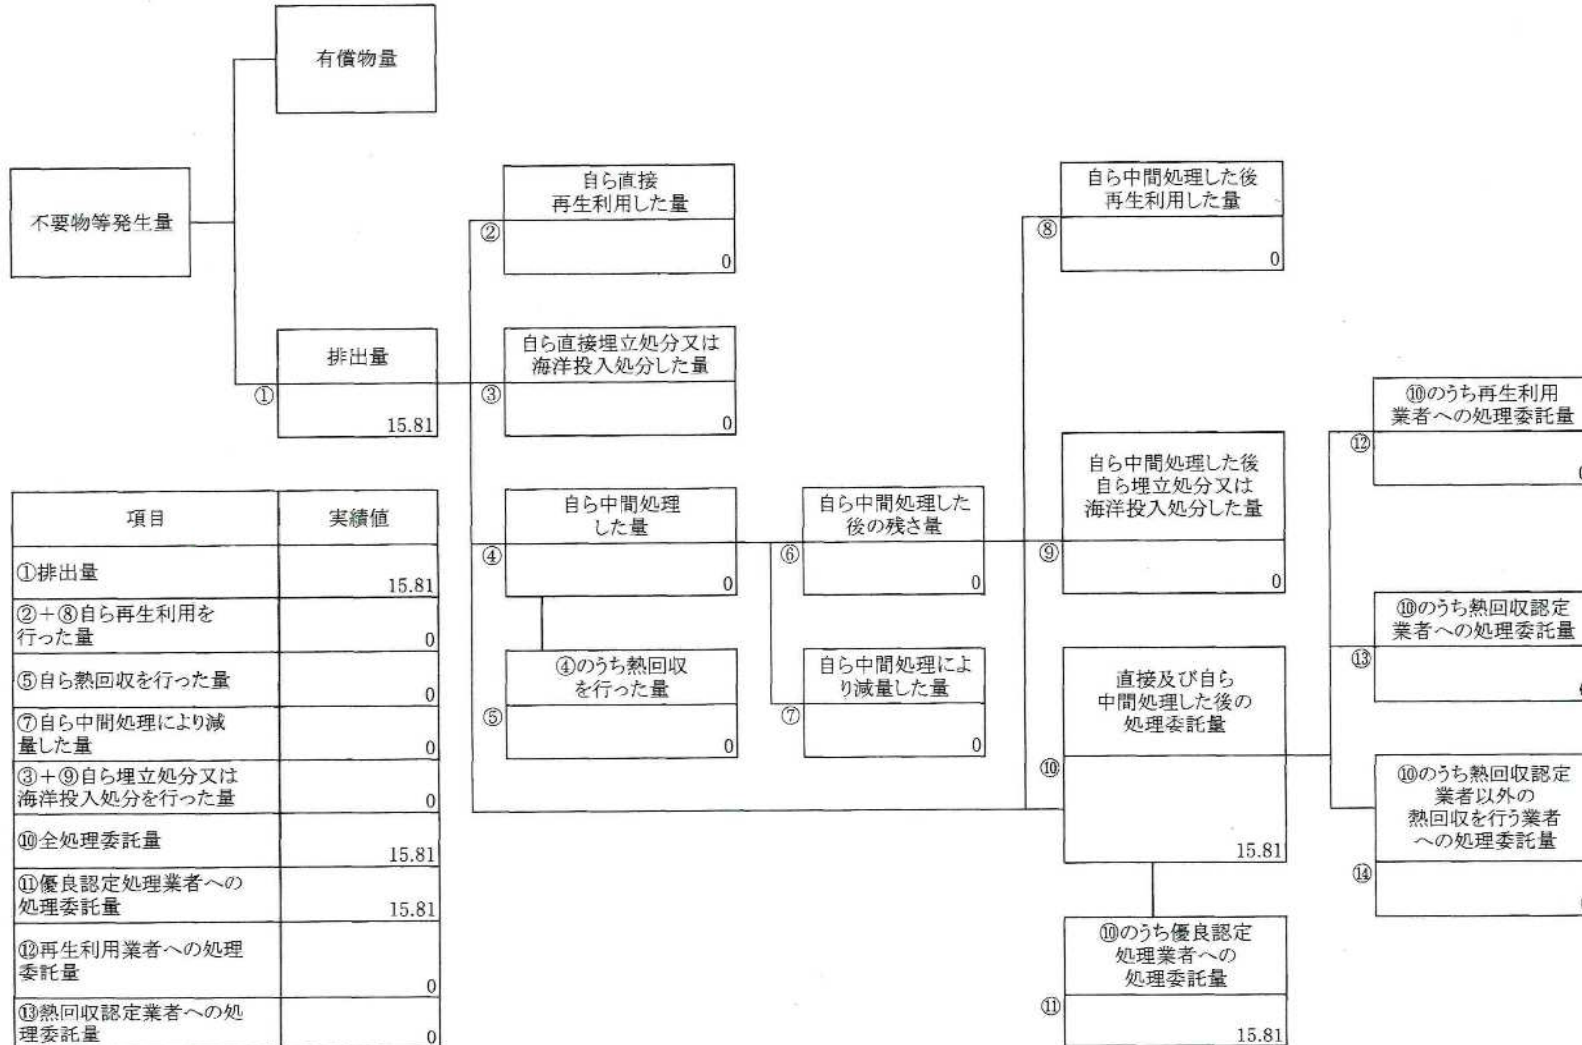 有償物量
不要物等発生量
排出量
①
15.81
自ら直接
再生利用した量
②
0
自ら直接埋立処分又は
海洋投入処分した量
③
0
自ら中間処理
した量
④
0
④のうち熱回収
を行った量
⑤
0
自ら中間処理した
後の残さ量
⑥
0
自ら中間処理によ
り減量した量
⑦
0
自ら中間処理した後
再生利用した量
⑧
0
自ら中間処理した後
自ら埋立処分又は
海洋投入処分した量
⑨
0
直接及び自ら
中間処理した後の
処理委託量
⑩
15.81
⑩のうち優良認定
処理業者への
処理委託量
⑪
15.81
⑩のうち再生利用
業者への処理委託量
⑫
⑩のうち熱回収認定
業者への処理委託量
⑬
⑩のうち熱回収認定
業者以外の
熱回収を行う業者
への処理委託量
⑭
項目 実績値
①排出量 15.81
②+⑧自ら再生利用を
行った量 0
⑤自ら熱回収を行った量 0
⑦自ら中間処理により減
量した量 0
③+⑨自ら埋立処分又は
海洋投入処分を行った量 0
⑩全処理委託量 15.81
⑪優良認定処理業者への
処理委託量 15.81
⑫再生利用業者への処理
委託量 0
⑬熱回収認定業者への処
理委託量 0